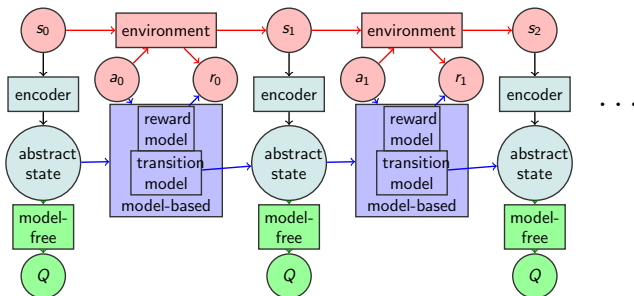 s0
environment
s1
environment
s2
a0
r0
a1
r1
encoder
encoder
encoder
reward
model
reward
model
. . .
abstract
state
transition
model
abstract
state
transition
model
abstract
state
model-based
model-based
model-
free
model-
free
model-
free
Q
Q
Q